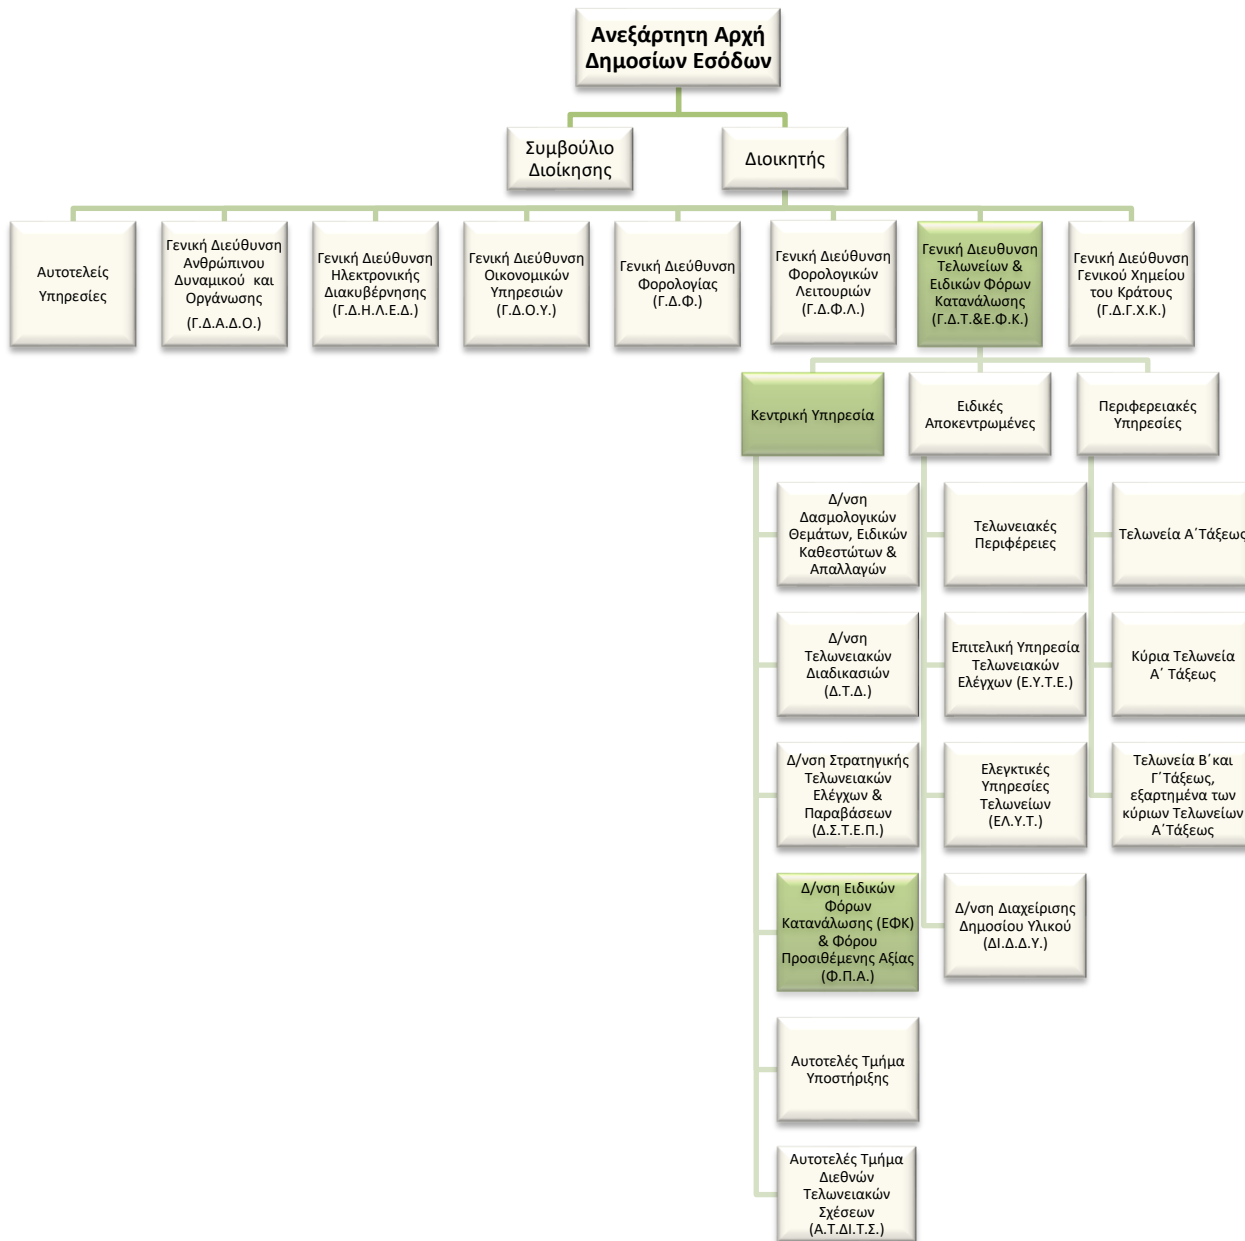 Ανεξάρτητη Αρχή
Δημοσίων Εσόδων
Συμβούλιο
Διοίκησης
Διοικητής
Αυτοτελείς
Υπηρεσίες
Γενική Διεύθυνση
Ανθρώπινου
Δυναμικού και
Οργάνωσης
(Γ.Δ.Α.Δ.Ο.)
Γενική Διεύθυνση
Ηλεκτρονικής
Διακυβέρνησης
(Γ.Δ.Η.Λ.Ε.Δ.)
Γενική Διεύθυνση
Οικονομικών
Υπηρεσιών
(Γ.Δ.Ο.Υ.)
Γενική Διεύθυνση
Φορολογίας
(Γ.Δ.Φ.)
Γενική Διεύθυνση
Φορολογικών
Λειτουριών
(Γ.Δ.Φ.Λ.)
Γενική Διευθυνση
Τελωνείων &
Ειδικών Φόρων
Κατανάλωσης
(Γ.Δ.Τ.&Ε.Φ.Κ.)
Γενική Διεύθυνση
Γενικού Χημείου
του Κράτους
(Γ.Δ.Γ.Χ.Κ.)
Κεντρική Υπηρεσία
Ειδικές
Αποκεντρωμένες
Περιφερειακές
Υπηρεσίες
Δ/νση
Δασμολογικών
Θεμάτων, Ειδικών
Καθεστώτων &
Απαλλαγών
Τελωνειακές
Περιφέρειες
Τελωνεία Α΄Τάξεως
Δ/νση
Τελωνειακών
Διαδικασιών
(Δ.Τ.Δ.)
Επιτελική Υπηρεσία
Τελωνειακών
Ελέγχων (Ε.Υ.Τ.Ε.)
Κύρια Τελωνεία
Α΄ Τάξεως
Δ/νση Στρατηγικής
Τελωνειακών
Ελέγχων &
Παραβάσεων
(Δ.Σ.Τ.Ε.Π.)
Ελεγκτικές
Υπηρεσίες
Τελωνείων
(ΕΛ.Υ.Τ.)
Τελωνεία Β΄και
Γ΄Τάξεως,
εξαρτημένα των
κύριων Τελωνείων
Α΄Τάξεως
Δ/νση Ειδικών
Φόρων
Κατανάλωσης (ΕΦΚ)
& Φόρου
Προσιθέμενης Αξίας
(Φ.Π.Α.)
Δ/νση Διαχείρισης
Δημοσίου Υλικού
(ΔΙ.Δ.Δ.Υ.)
Αυτοτελές Τμήμα
Υποστήριξης
Αυτοτελές Τμήμα
Διεθνών
Τελωνειακών
Σχέσεων
(Α.Τ.ΔΙ.Τ.Σ.)